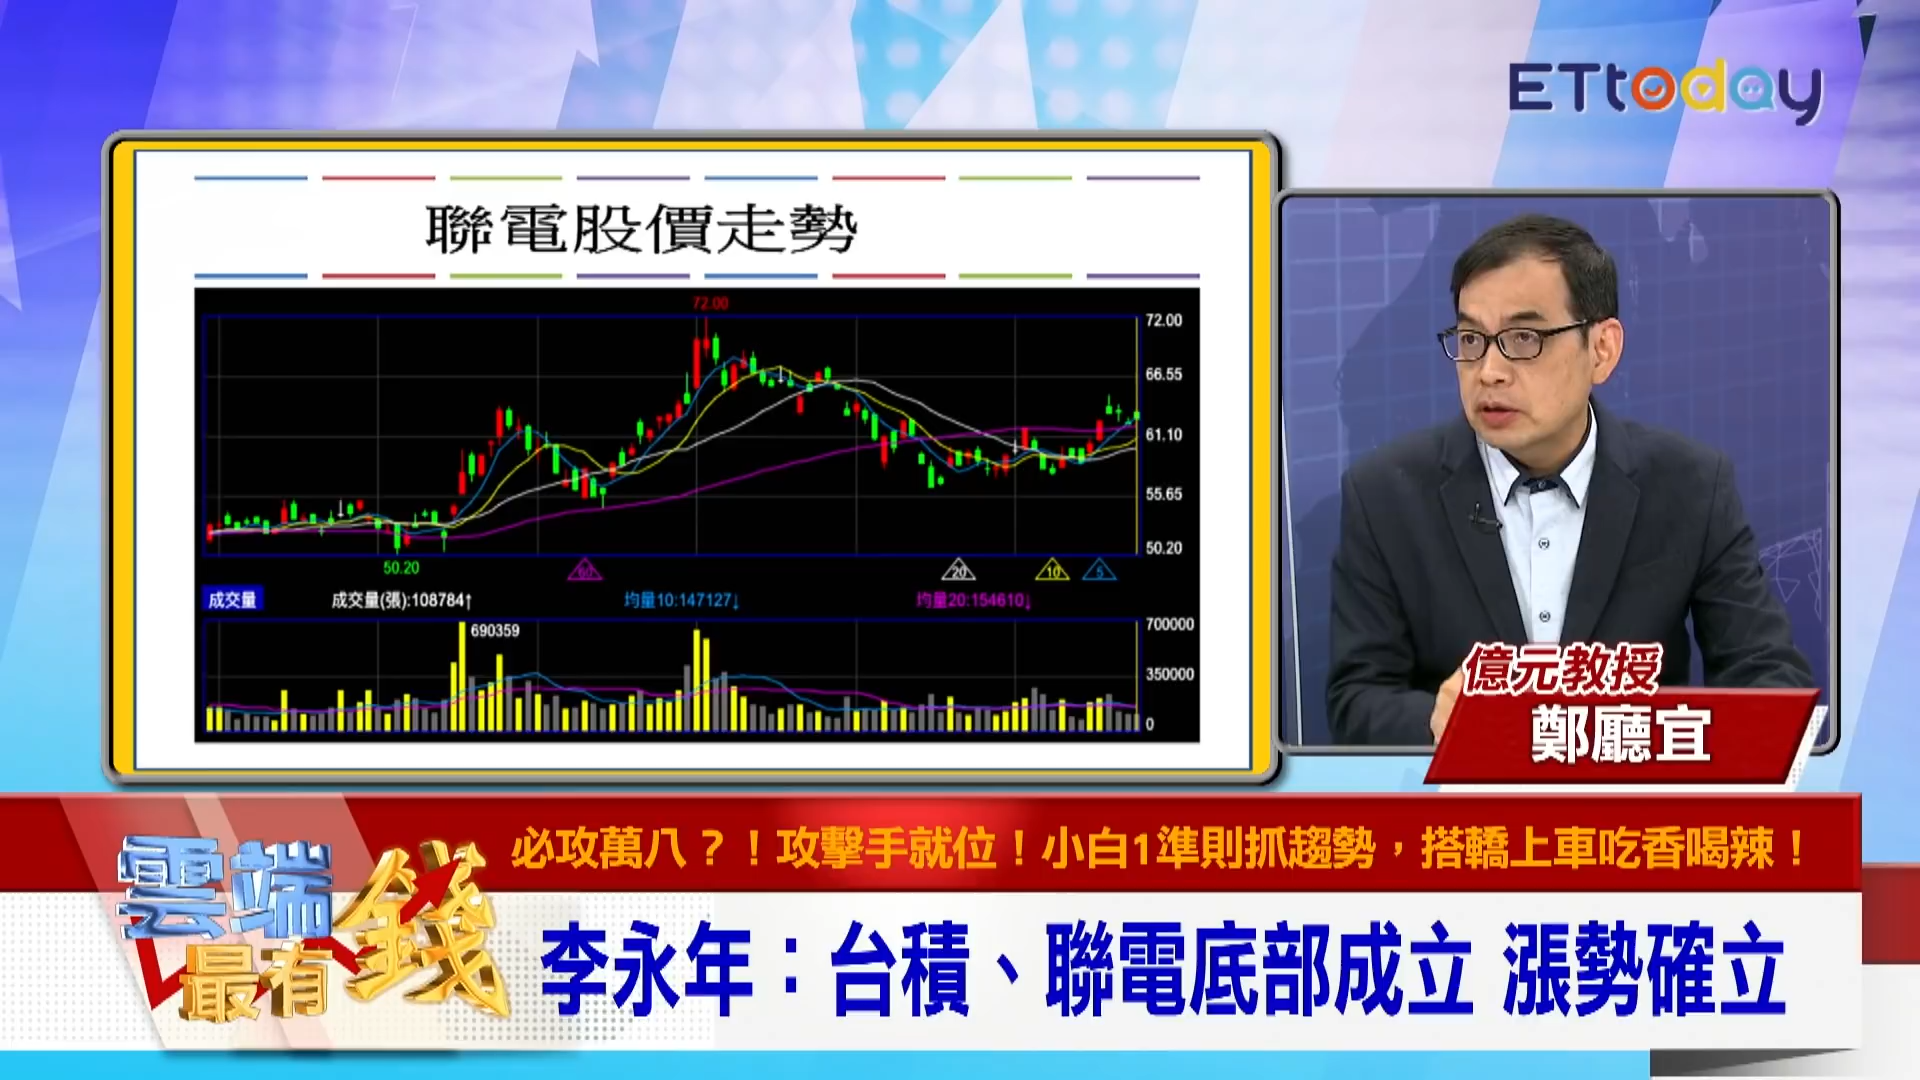 ETtoday
聯電股價走勢
72.00
72.00
66.55
61.10
55.65
50.20
50.20
60
20
10
5
成交量
成交量(張):108784↑
均量10:147127↓
均量20:154610↓
690359
700000
350000
0
億元教授
鄭廳宜
必攻萬八？！攻擊手就位！小白1準則抓趨勢，搭轎上車吃香喝辣！
雲端最有錢
李永年：台積、聯電底部成立 漲勢確立